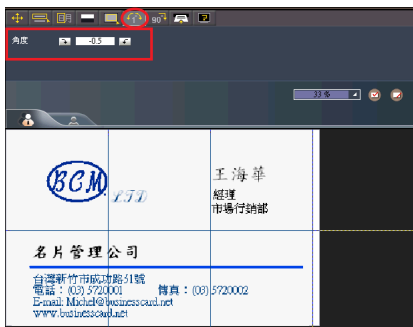 90°
?
角度 -0.5
33 %
BCM LTD
王海華
經理
市場行銷部
名片管理公司
台灣新竹市成功路51號
電話：(03) 5720001 傳真：(03) 5720002
E-mail: Michel@businesscard.net
www.businesscard.net